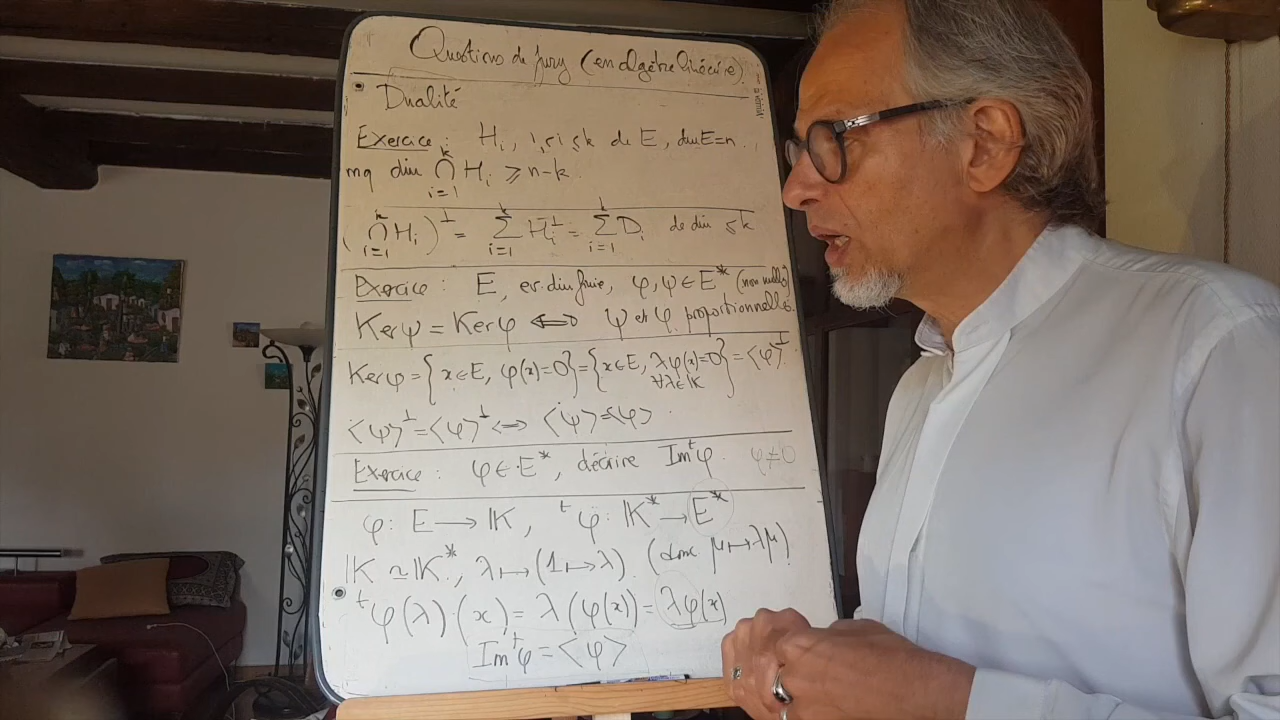 Questions de Jury (en algèbre linéaire).
Dualité
Exercice : H_i, 1≤i≤k de E, dim E=n.
mq dim ⋂_{i=1}^{k} H_i ⩾ n-k.
(⋂_{i=1}^{k} H_i)^⊥ = ∑_{i=1}^{k} H_i^⊥ = ∑_{i=1}^{k} D_i de dim ≤k
Exercice : E, ev. dim finie, φ, ψ ∈ E* (non nulles)
Ker ψ = Ker φ ⟺ ψ et φ proportionnelles.
Ker φ = {x∈E, φ(x)=0} = {x∈E, λφ(x)=0 ∀λ∈𝕂} = <φ>^⊥
<ψ>^⊥ = <φ>^⊥ ⟺ <ψ> = <φ>
Exercice : φ ∈ E*, décrire Im ᵗφ. φ≠0
φ: E ⟶ 𝕂, ᵗφ: 𝕂* ⟶ E*
𝕂 ≃ 𝕂*, λ ⟼ (1 ⟼ λ). (donc μ ⟼ λμ)
ᵗφ(λ).(x) = λ(φ(x)) = λφ(x)
Im ᵗφ = <φ>